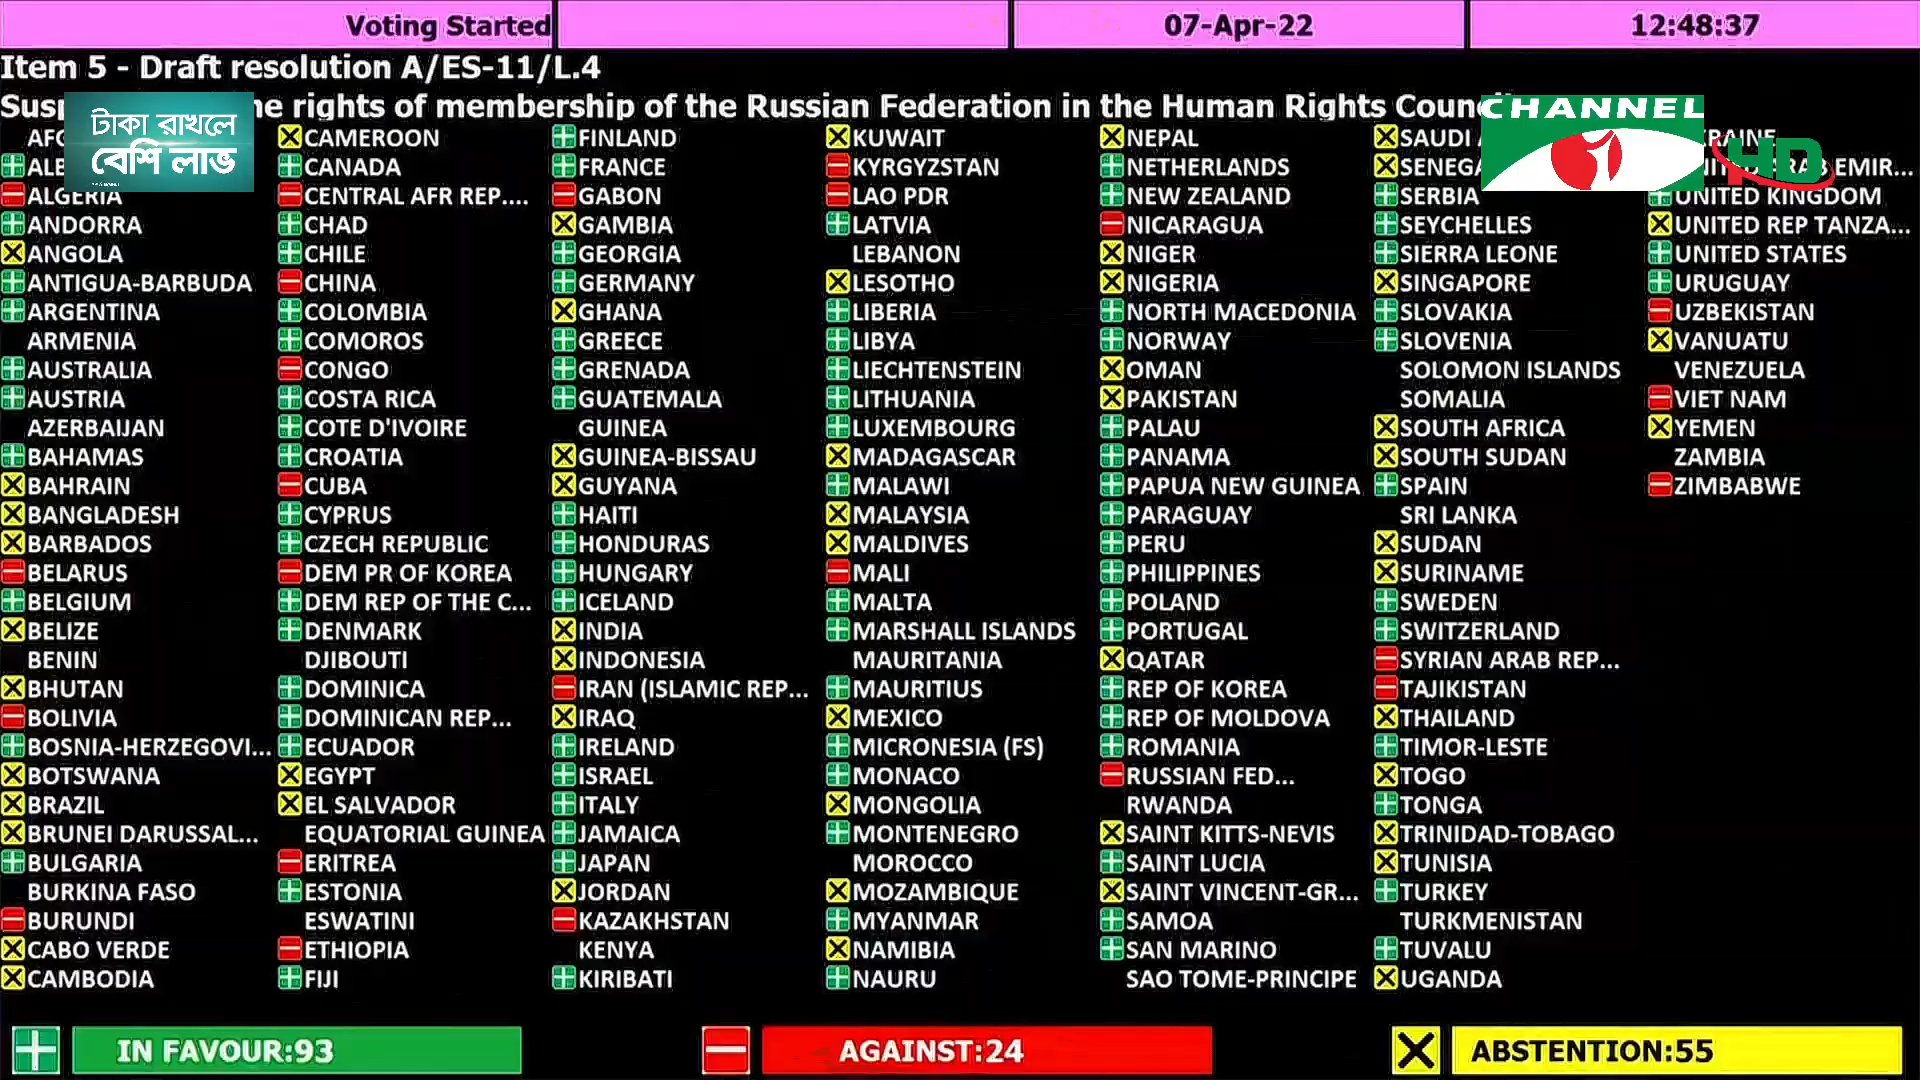 Voting Started 07-Apr-22 12:48:37
Item 5 - Draft resolution A/ES-11/L.4
rights of membership of the Russian Federation in the Human Rights
টাকা রাখলে
বেশি লাভ
CHANNEL
HD
CAMEROON FINLAND KUWAIT NEPAL SAUDI
CANADA FRANCE KYRGYZSTAN NETHERLANDS EMIR...
ALGERIA CENTRAL AFR REP.... GABON LAO PDR NEW ZEALAND SERBIA UNITED KINGDOM
ANDORRA CHAD GAMBIA LATVIA NICARAGUA SEYCHELLES UNITED REP TANZA...
ANGOLA CHILE GEORGIA LEBANON NIGER SIERRA LEONE UNITED STATES
ANTIGUA-BARBUDA CHINA GERMANY LESOTHO NIGERIA SINGAPORE URUGUAY
ARGENTINA COLOMBIA GHANA LIBERIA NORTH MACEDONIA SLOVAKIA UZBEKISTAN
ARMENIA COMOROS GREECE LIBYA NORWAY SLOVENIA VANUATU
AUSTRALIA CONGO GRENADA LIECHTENSTEIN OMAN SOLOMON ISLANDS VENEZUELA
AUSTRIA COSTA RICA GUATEMALA LITHUANIA PAKISTAN SOMALIA VIET NAM
AZERBAIJAN COTE D'IVOIRE GUINEA LUXEMBOURG PALAU SOUTH AFRICA YEMEN
BAHAMAS CROATIA GUINEA-BISSAU MADAGASCAR PANAMA SOUTH SUDAN ZAMBIA
BAHRAIN CUBA GUYANA MALAWI PAPUA NEW GUINEA SPAIN ZIMBABWE
BANGLADESH CYPRUS HAITI MALAYSIA PARAGUAY SRI LANKA
BARBADOS CZECH REPUBLIC HONDURAS MALDIVES PERU SUDAN
BELARUS DEM PR OF KOREA HUNGARY MALI PHILIPPINES SURINAME
BELGIUM DEM REP OF THE C... ICELAND MALTA POLAND SWEDEN
BELIZE DENMARK INDIA MARSHALL ISLANDS PORTUGAL SWITZERLAND
BENIN DJIBOUTI INDONESIA MAURITANIA QATAR SYRIAN ARAB REP...
BHUTAN DOMINICA IRAN (ISLAMIC REP... MAURITIUS REP OF KOREA TAJIKISTAN
BOLIVIA DOMINICAN REP... IRAQ MEXICO REP OF MOLDOVA THAILAND
BOSNIA-HERZEGOVI... ECUADOR IRELAND MICRONESIA (FS) ROMANIA TIMOR-LESTE
BOTSWANA EGYPT ISRAEL MONACO RUSSIAN FED... TOGO
BRAZIL EL SALVADOR ITALY MONGOLIA RWANDA TONGA
BRUNEI DARUSSAL... EQUATORIAL GUINEA JAMAICA MONTENEGRO SAINT KITTS-NEVIS TRINIDAD-TOBAGO
BULGARIA ERITREA JAPAN MOROCCO SAINT LUCIA TUNISIA
BURKINA FASO ESTONIA JORDAN MOZAMBIQUE SAINT VINCENT-GR... TURKEY
BURUNDI ESWATINI KAZAKHSTAN MYANMAR SAMOA TURKMENISTAN
CABO VERDE ETHIOPIA KENYA NAMIBIA SAN MARINO TUVALU
CAMBODIA FIJI KIRIBATI NAURU SAO TOME-PRINCIPE UGANDA
IN FAVOUR:93 AGAINST:24 ABSTENTION:55